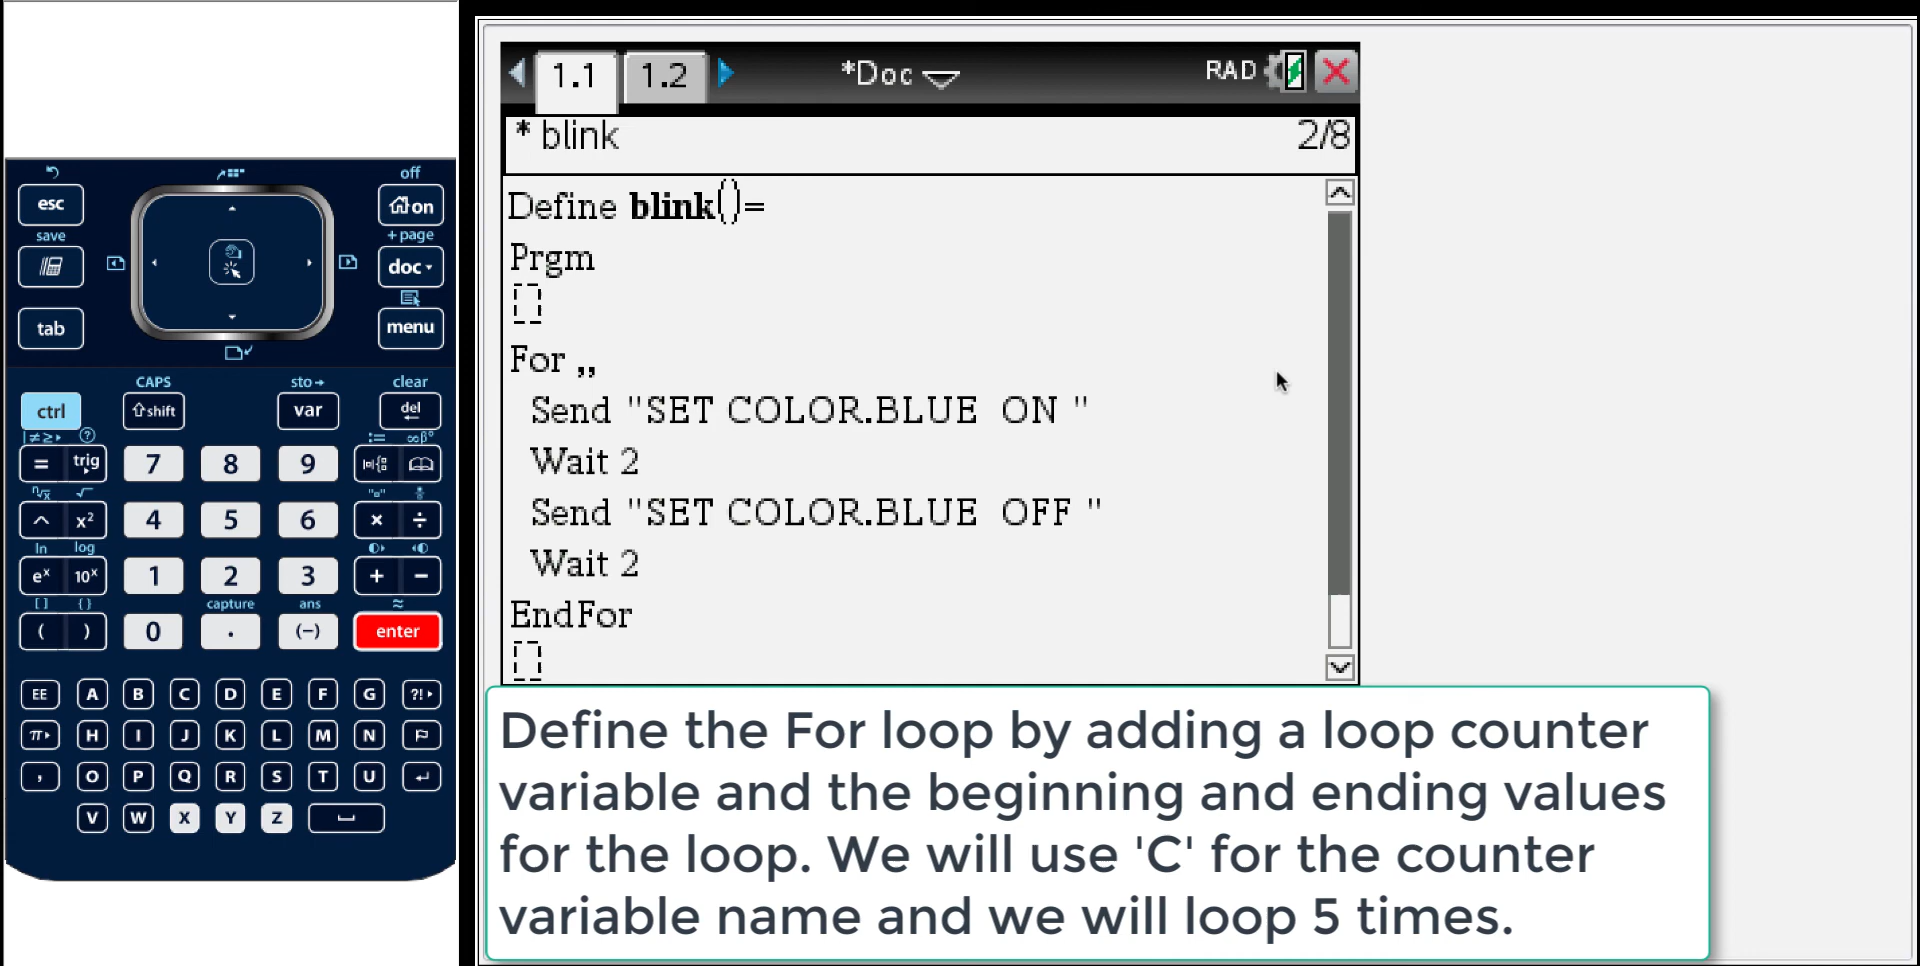 1.1 1.2 *Doc RAD
* blink 2/8
Define blink()=
Prgm
For ,,
Send "SET COLOR.BLUE ON "
Wait 2
Send "SET COLOR.BLUE OFF "
Wait 2
EndFor
Define the For loop by adding a loop counter
variable and the beginning and ending values
for the loop. We will use 'C' for the counter
variable name and we will loop 5 times.
off
esc on
save + page
doc
tab menu
CAPS sto→ clear
ctrl shift var del
= trig 7 8 9
^ x² 4 5 6 × ÷
ln log
eˣ 10ˣ 1 2 3 + −
[ ] { } capture ans ≈
( ) 0 . (−) enter
EE A B C D E F G ?!
π H I J K L M N
, O P Q R S T U
V W X Y Z